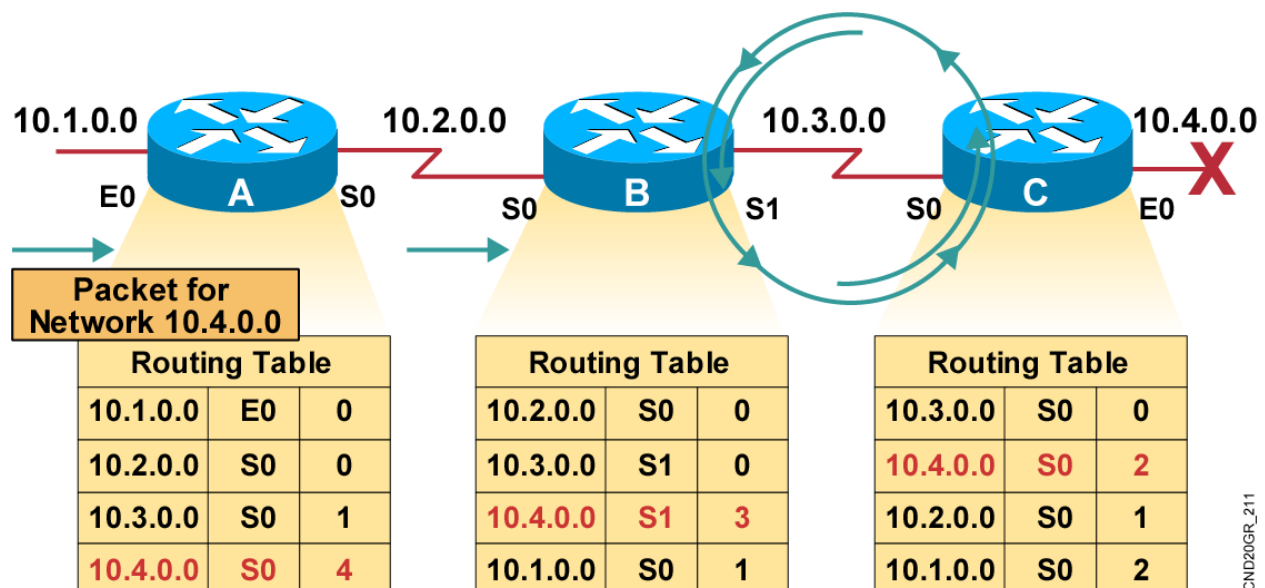 10.1.0.0 10.2.0.0 10.3.0.0 10.4.0.0
X
E0 A S0 S0 B S1 S0 C E0
Packet for
Network 10.4.0.0
Routing Table
10.1.0.0 E0 0
10.2.0.0 S0 0
10.3.0.0 S0 1
10.4.0.0 S0 4
Routing Table
10.2.0.0 S0 0
10.3.0.0 S1 0
10.4.0.0 S1 3
10.1.0.0 S0 1
Routing Table
10.3.0.0 S0 0
10.4.0.0 S0 2
10.2.0.0 S0 1
10.1.0.0 S0 2
CND20GR_211